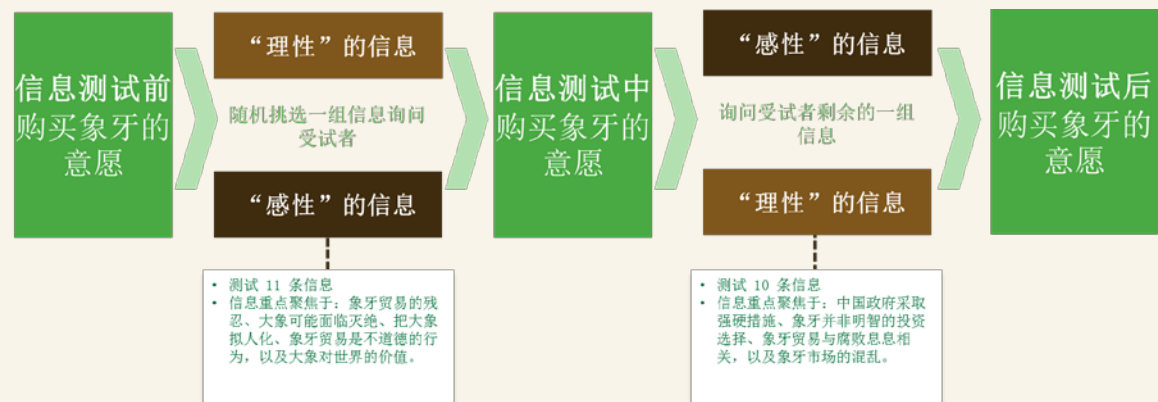 信息测试前
购买象牙的
意愿
“理性”的信息
随机挑选一组信息询问
受试者
“感性”的信息
• 测试 11 条信息
• 信息重点聚焦于：象牙贸易的残
忍、大象可能面临灭绝、把大象
拟人化、象牙贸易是不道德的行
为，以及大象对世界的价值。
信息测试中
购买象牙的
意愿
“感性”的信息
询问受试者剩余的一组
信息
“理性”的信息
• 测试 10 条信息
• 信息重点聚焦于：中国政府采取
强硬措施、象牙并非明智的投资
选择、象牙贸易与腐败息息相
关，以及象牙市场的混乱。
信息测试后
购买象牙的
意愿